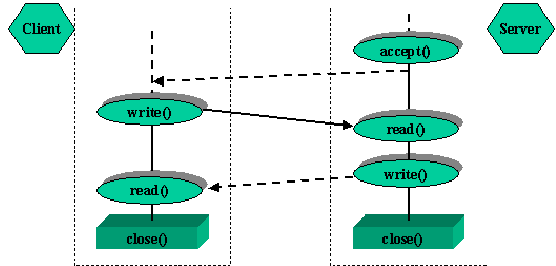 Client
Server
accept()
write()
read()
write()
read()
close()
close()